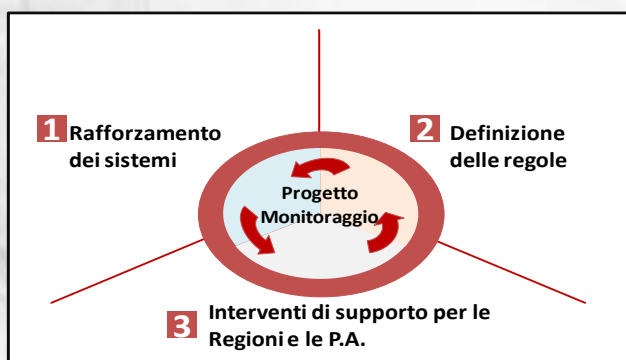 1 Rafforzamento
dei sistemi
2 Definizione
delle regole
Progetto
Monitoraggio
3 Interventi di supporto per le
Regioni e le P.A.